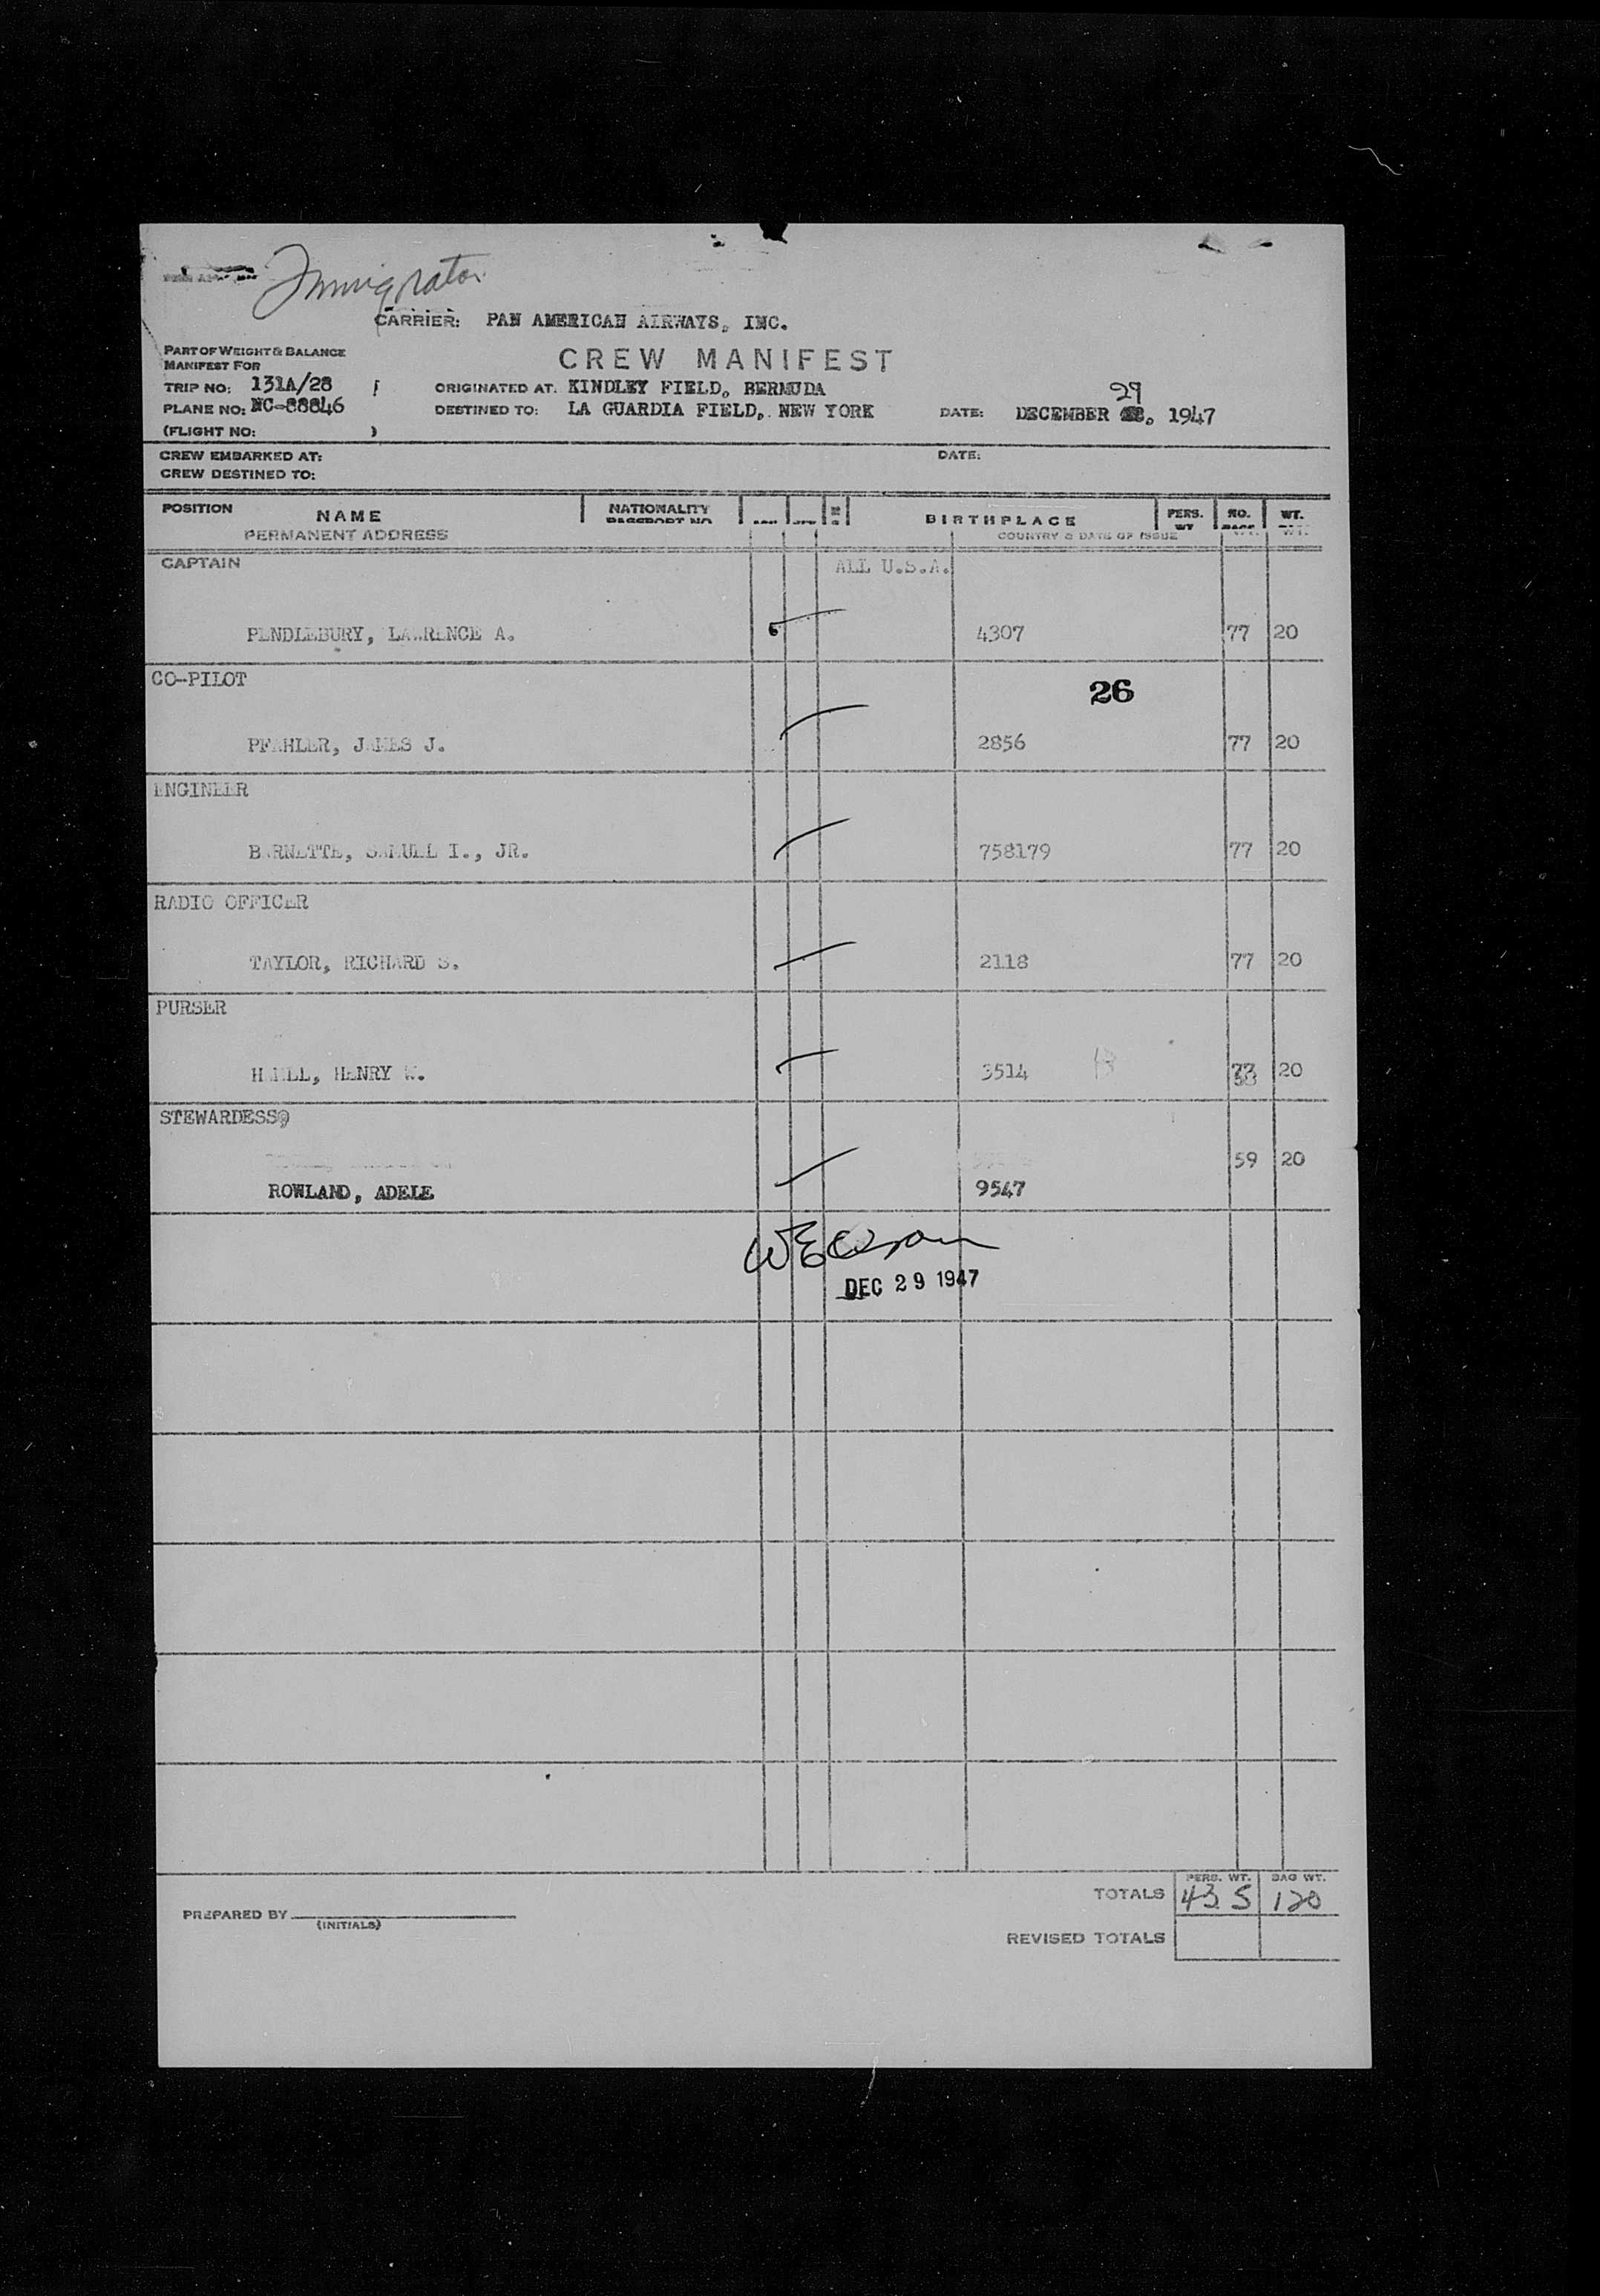 Immigration
CARRIER: PAN AMERICAN AIRWAYS, INC.
PART OF WEIGHT & BALANCE
MANIFEST FOR
CREW MANIFEST
TRIP NO: 131A/28
ORIGINATED AT: KINDLEY FIELD, BERMUDA
29
PLANE NO: NC-88846
DESTINED TO: LA GUARDIA FIELD, NEW YORK DATE: DECEMBER 28, 1947
(FLIGHT NO: )
CREW EMBARKED AT: DATE:
CREW DESTINED TO:
POSITION NAME NATIONALITY BIRTHPLACE PERS. NO. WT.
PASSPORT NO. WT
PERMANENT ADDRESS COUNTRY & DATE OF ISSUE WT.
CAPTAIN ALL U.S.A.
PENDLEBURY, LAWRENCE A. 4307 77 20
CO-PILOT 26
PFAHLER, JAMES J. 2856 77 20
ENGINEER
BARNETTE, SAMUEL I., JR. 758179 77 20
RADIO OFFICER
TAYLOR, RICHARD S. 2118 77 20
PURSER
HAMILL, HENRY W. 3514 77 20
STEWARDESS
59 20
ROWLAND, ADELE 9547
DEC 29 1947
PERS. WT. BAG WT.
TOTALS 435 120
PREPARED BY
(INITIALS)
REVISED TOTALS